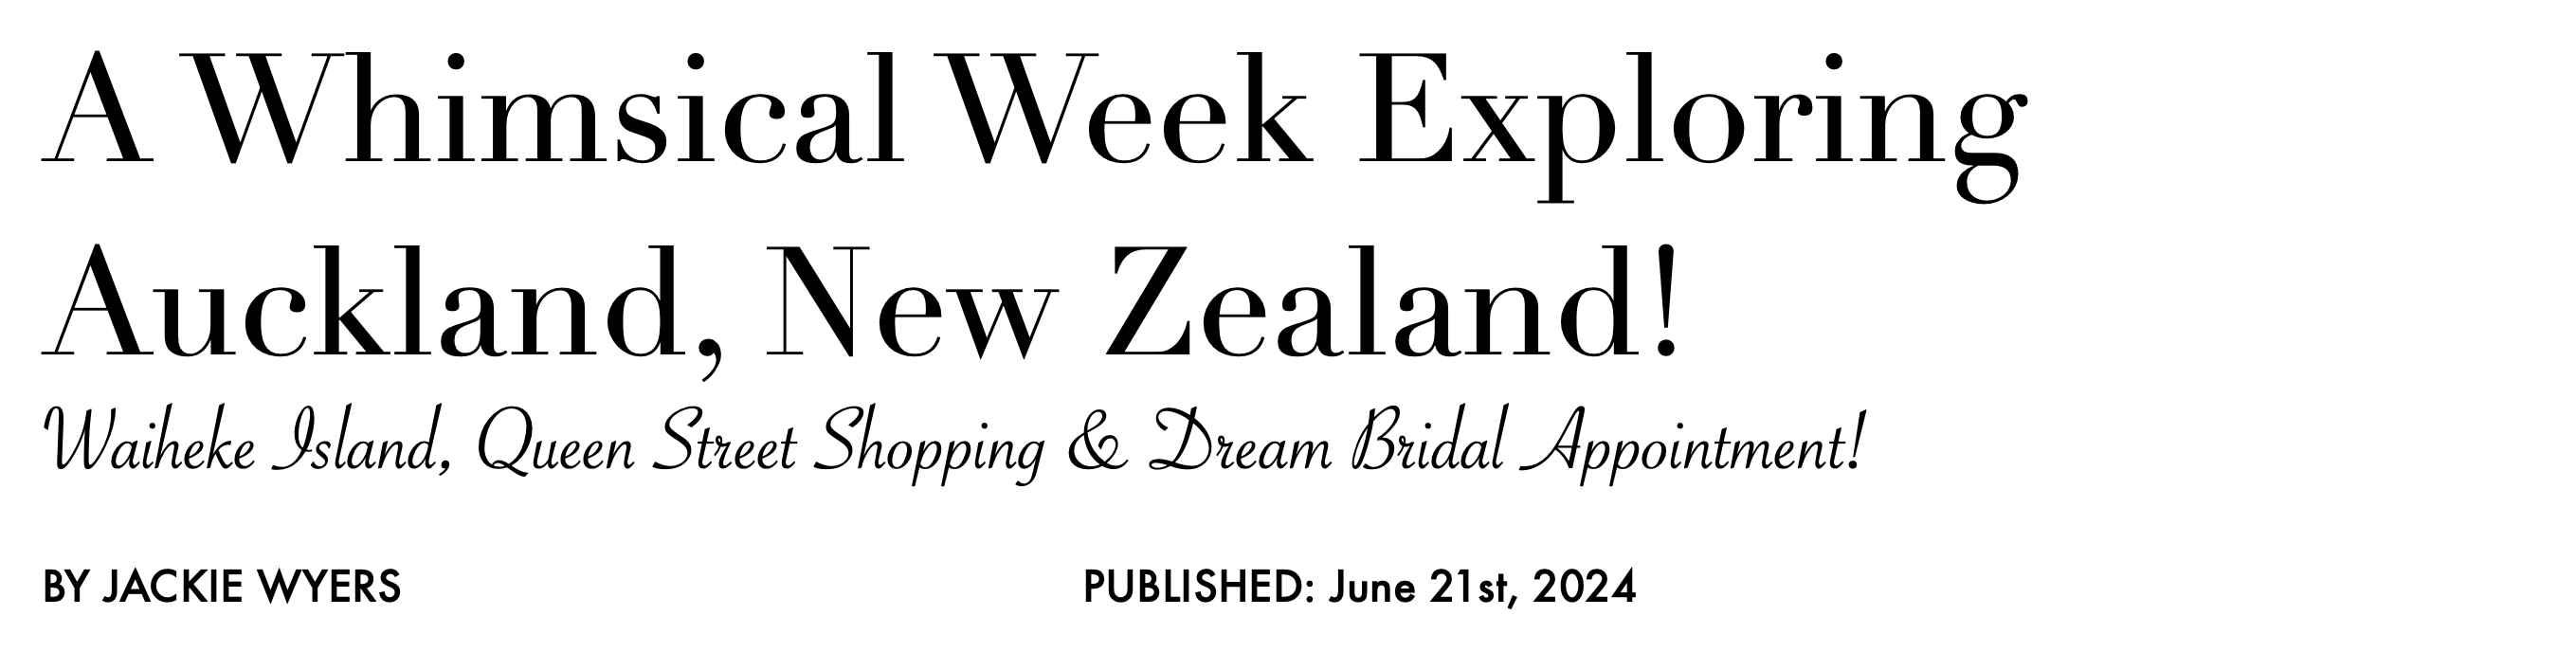 A Whimsical Week Exploring
Auckland, New Zealand!
Waiheke Island, Queen Street Shopping & Dream Bridal Appointment!
BY JACKIE WYERS
PUBLISHED: June 21st, 2024